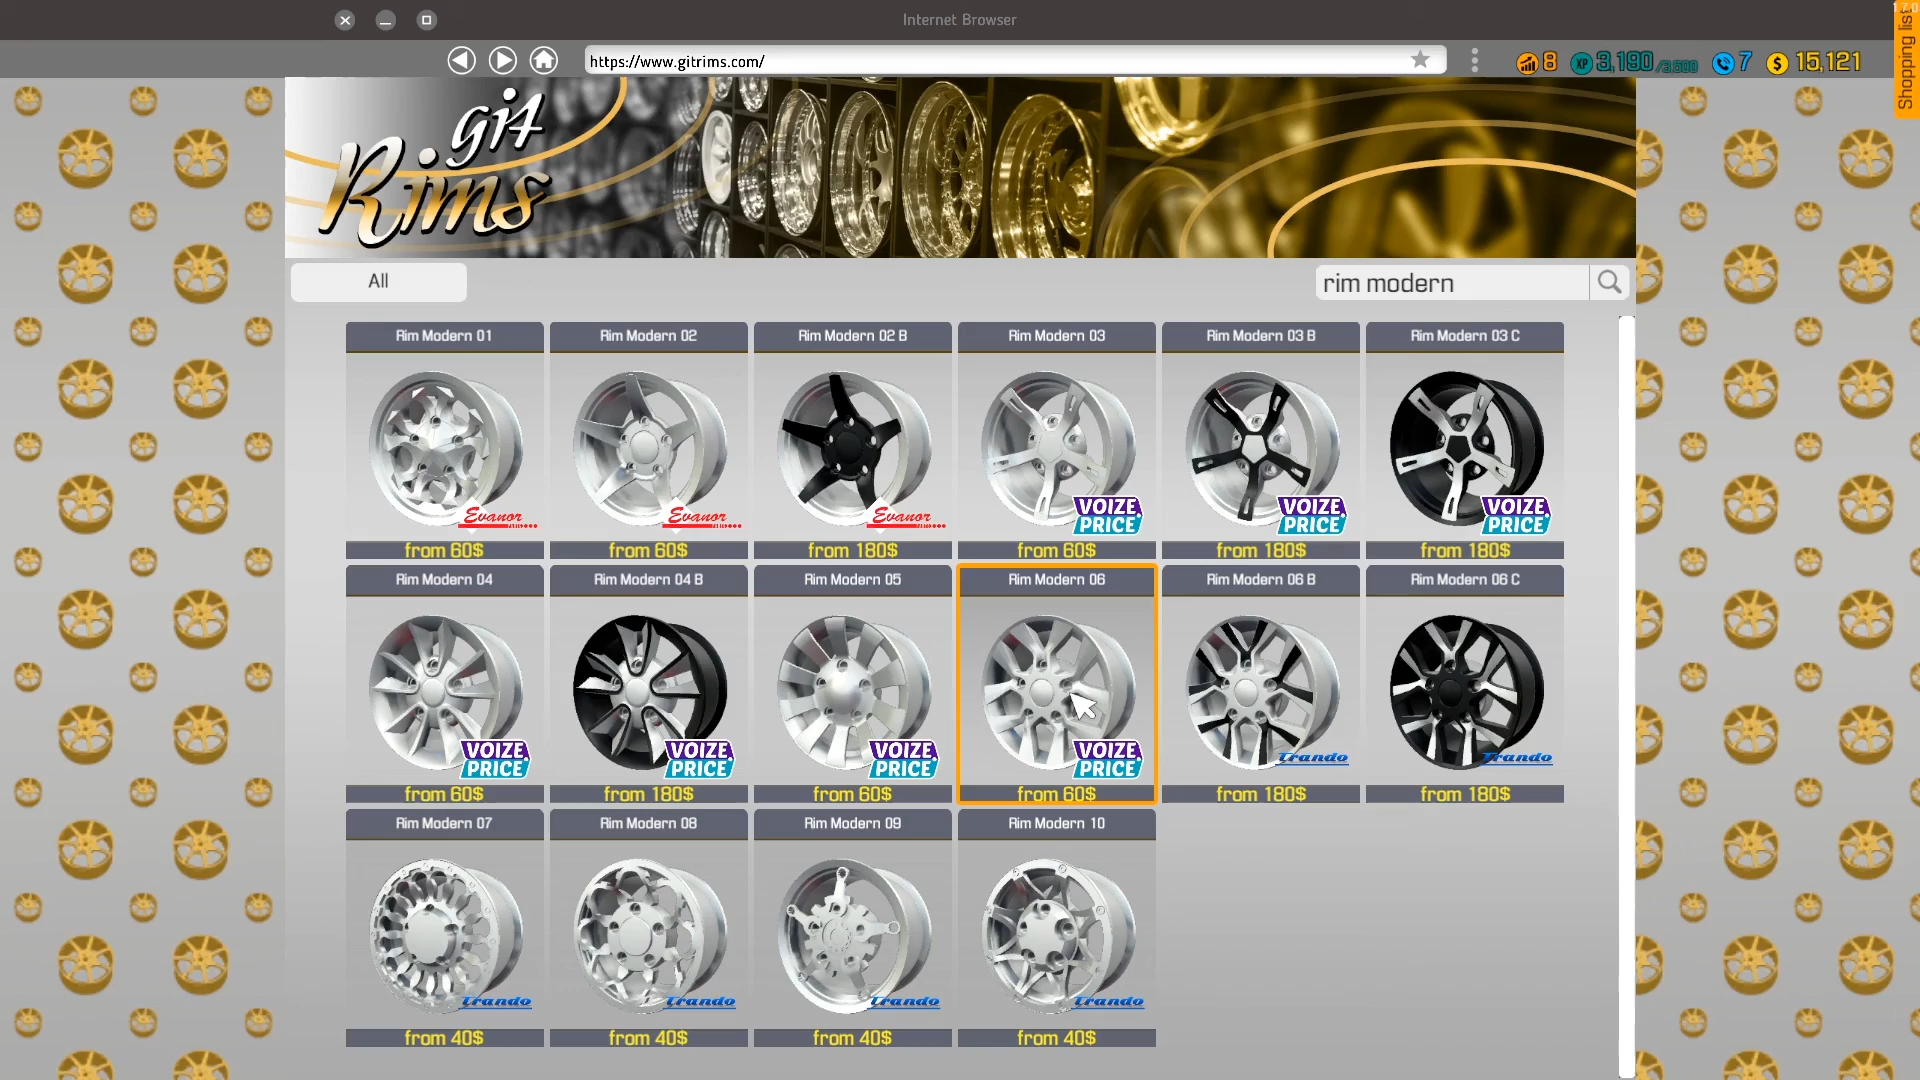 1.7.0
Internet Browser
https://www.gitrims.com/
8
XP 3,190/3,500
7
$ 15,121
Shopping list
git
Rims
All
rim modern
Rim Modern 01
Rim Modern 02
Rim Modern 02 B
Rim Modern 03
Rim Modern 03 B
Rim Modern 03 C
Evanor
Evanor
Evanor
VOIZE PRICE
VOIZE PRICE
VOIZE PRICE
from 60$
from 60$
from 180$
from 60$
from 180$
from 180$
Rim Modern 04
Rim Modern 04 B
Rim Modern 05
Rim Modern 06
Rim Modern 06 B
Rim Modern 06 C
VOIZE PRICE
VOIZE PRICE
VOIZE PRICE
VOIZE PRICE
Trando
Trando
from 60$
from 180$
from 60$
from 60$
from 180$
from 180$
Rim Modern 07
Rim Modern 08
Rim Modern 09
Rim Modern 10
Trando
Trando
Trando
Trando
from 40$
from 40$
from 40$
from 40$